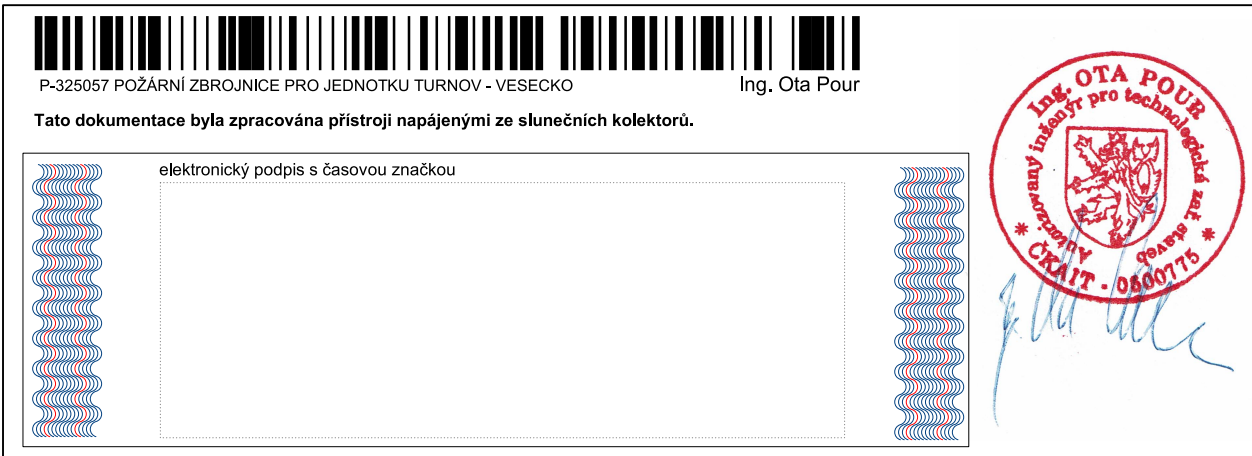 P-325057 POŽÁRNÍ ZBROJNICE PRO JEDNOTKU TURNOV - VESECKO
Ing. Ota Pour
Tato dokumentace byla zpracována přístroji napájenými ze slunečních kolektorů.
elektronický podpis s časovou značkou
Ing. OTA POUR
Autorizovaný inženýr pro technologická zař. staveb
* ČKAIT - 0500775 *